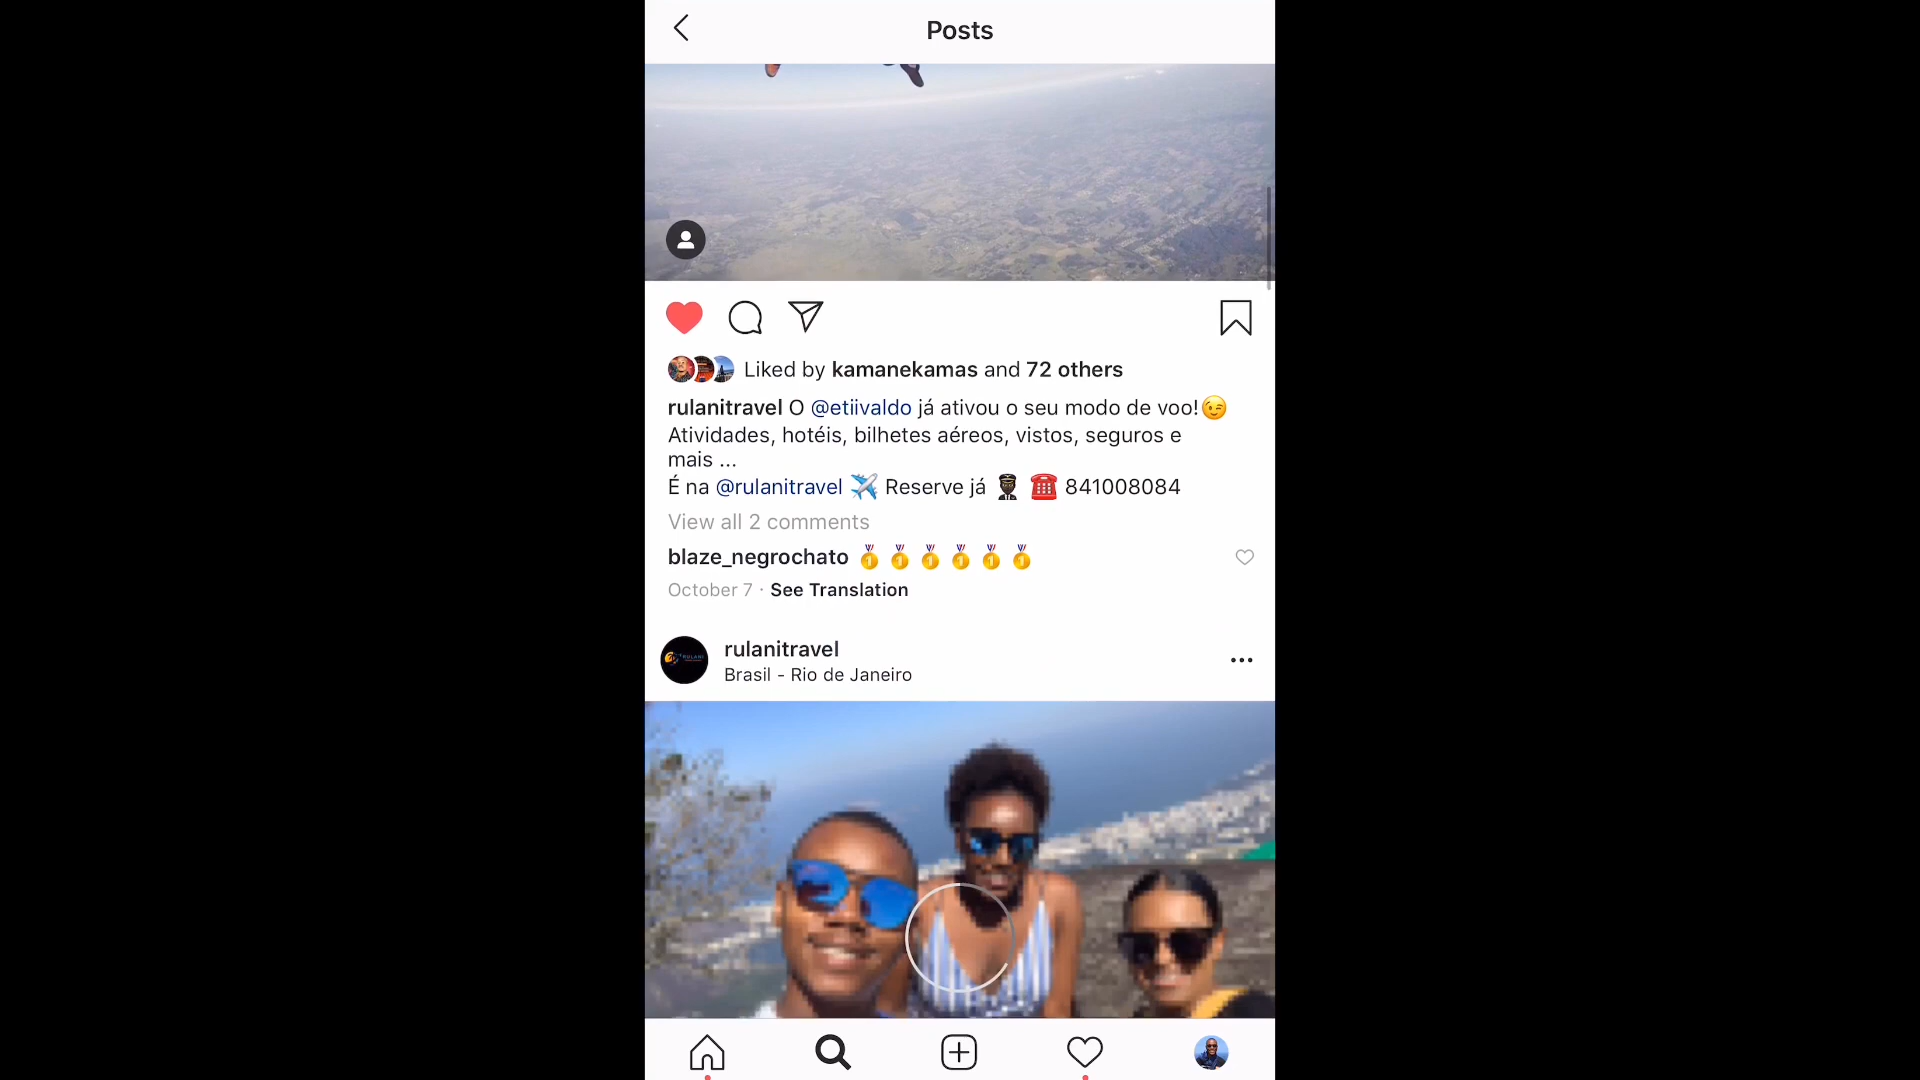 Posts
Liked by kamanekamas and 72 others
rulanitravel O @etiivaldo já ativou o seu modo de voo!😉
Atividades, hotéis, bilhetes aéreos, vistos, seguros e
mais ...
É na @rulanitravel ✈️ Reserve já 👨🏿‍✈️ ☎️ 841008084
View all 2 comments
blaze_negrochato 🥇🥇🥇🥇🥇🥇
October 7 · See Translation
rulanitravel
Brasil - Rio de Janeiro